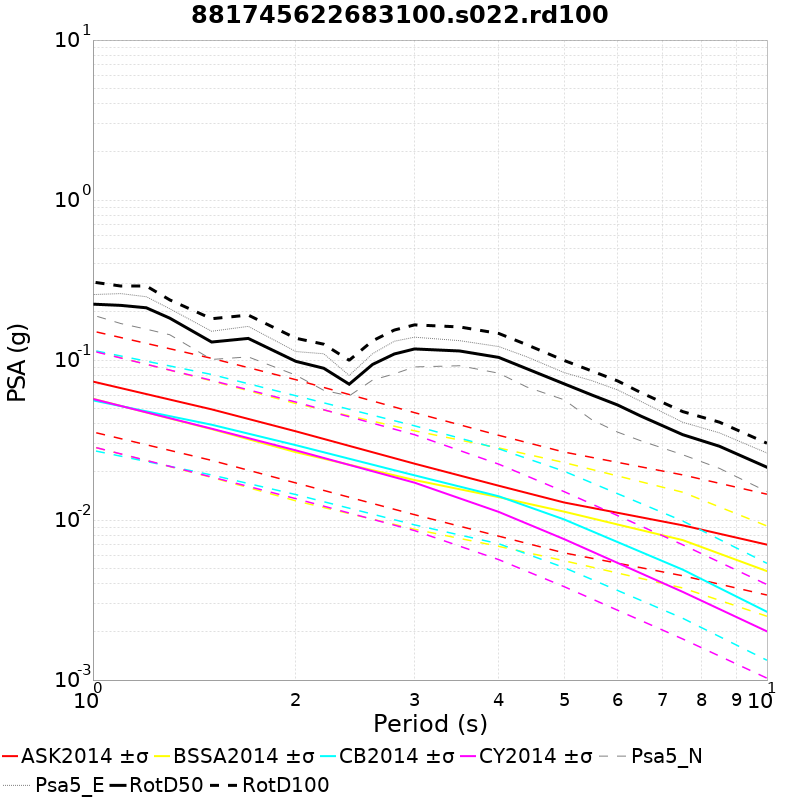 881745622683100.s022.rd100
10^1
10^0
10^-1
10^-2
10^-3
PSA (g)
10^0 2 3 4 5 6 7 8 9 10^1
Period (s)
ASK2014 ±σ BSSA2014 ±σ CB2014 ±σ CY2014 ±σ Psa5_N
Psa5_E RotD50 RotD100